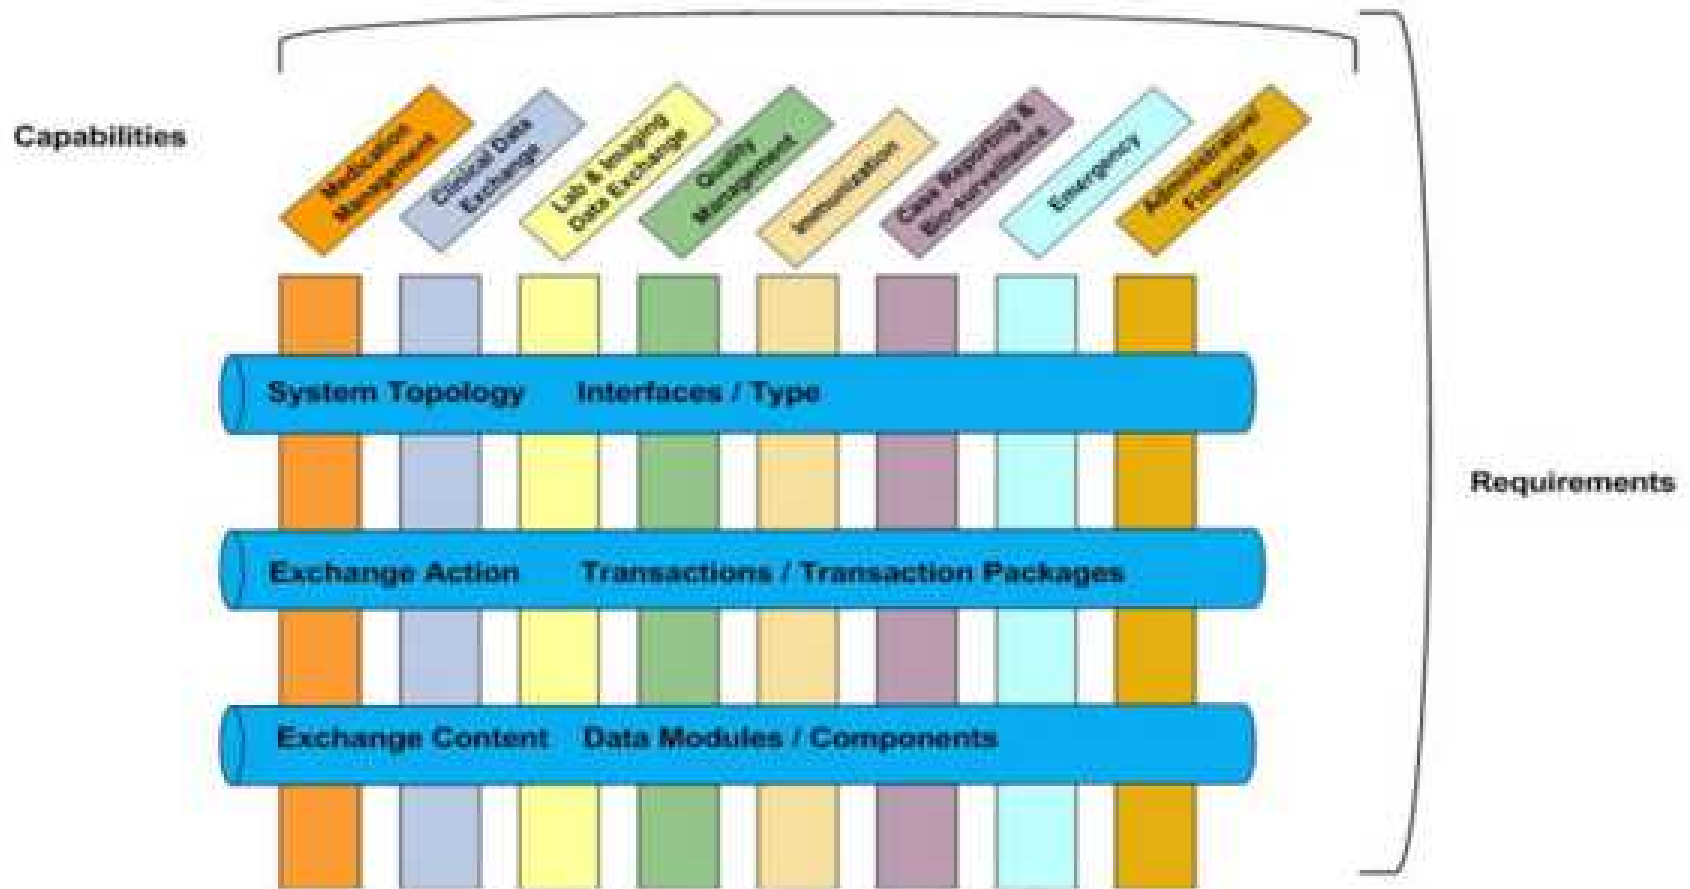 Capabilities
Medication
Management
Clinical Data
Exchange
Lab & Imaging
Data Exchange
Quality
Management
Immunization
Case Reporting &
Bio-surveillance
Emergency
Administrative/
Financial
System Topology Interfaces / Type
Exchange Action Transactions / Transaction Packages
Exchange Content Data Modules / Components
Requirements